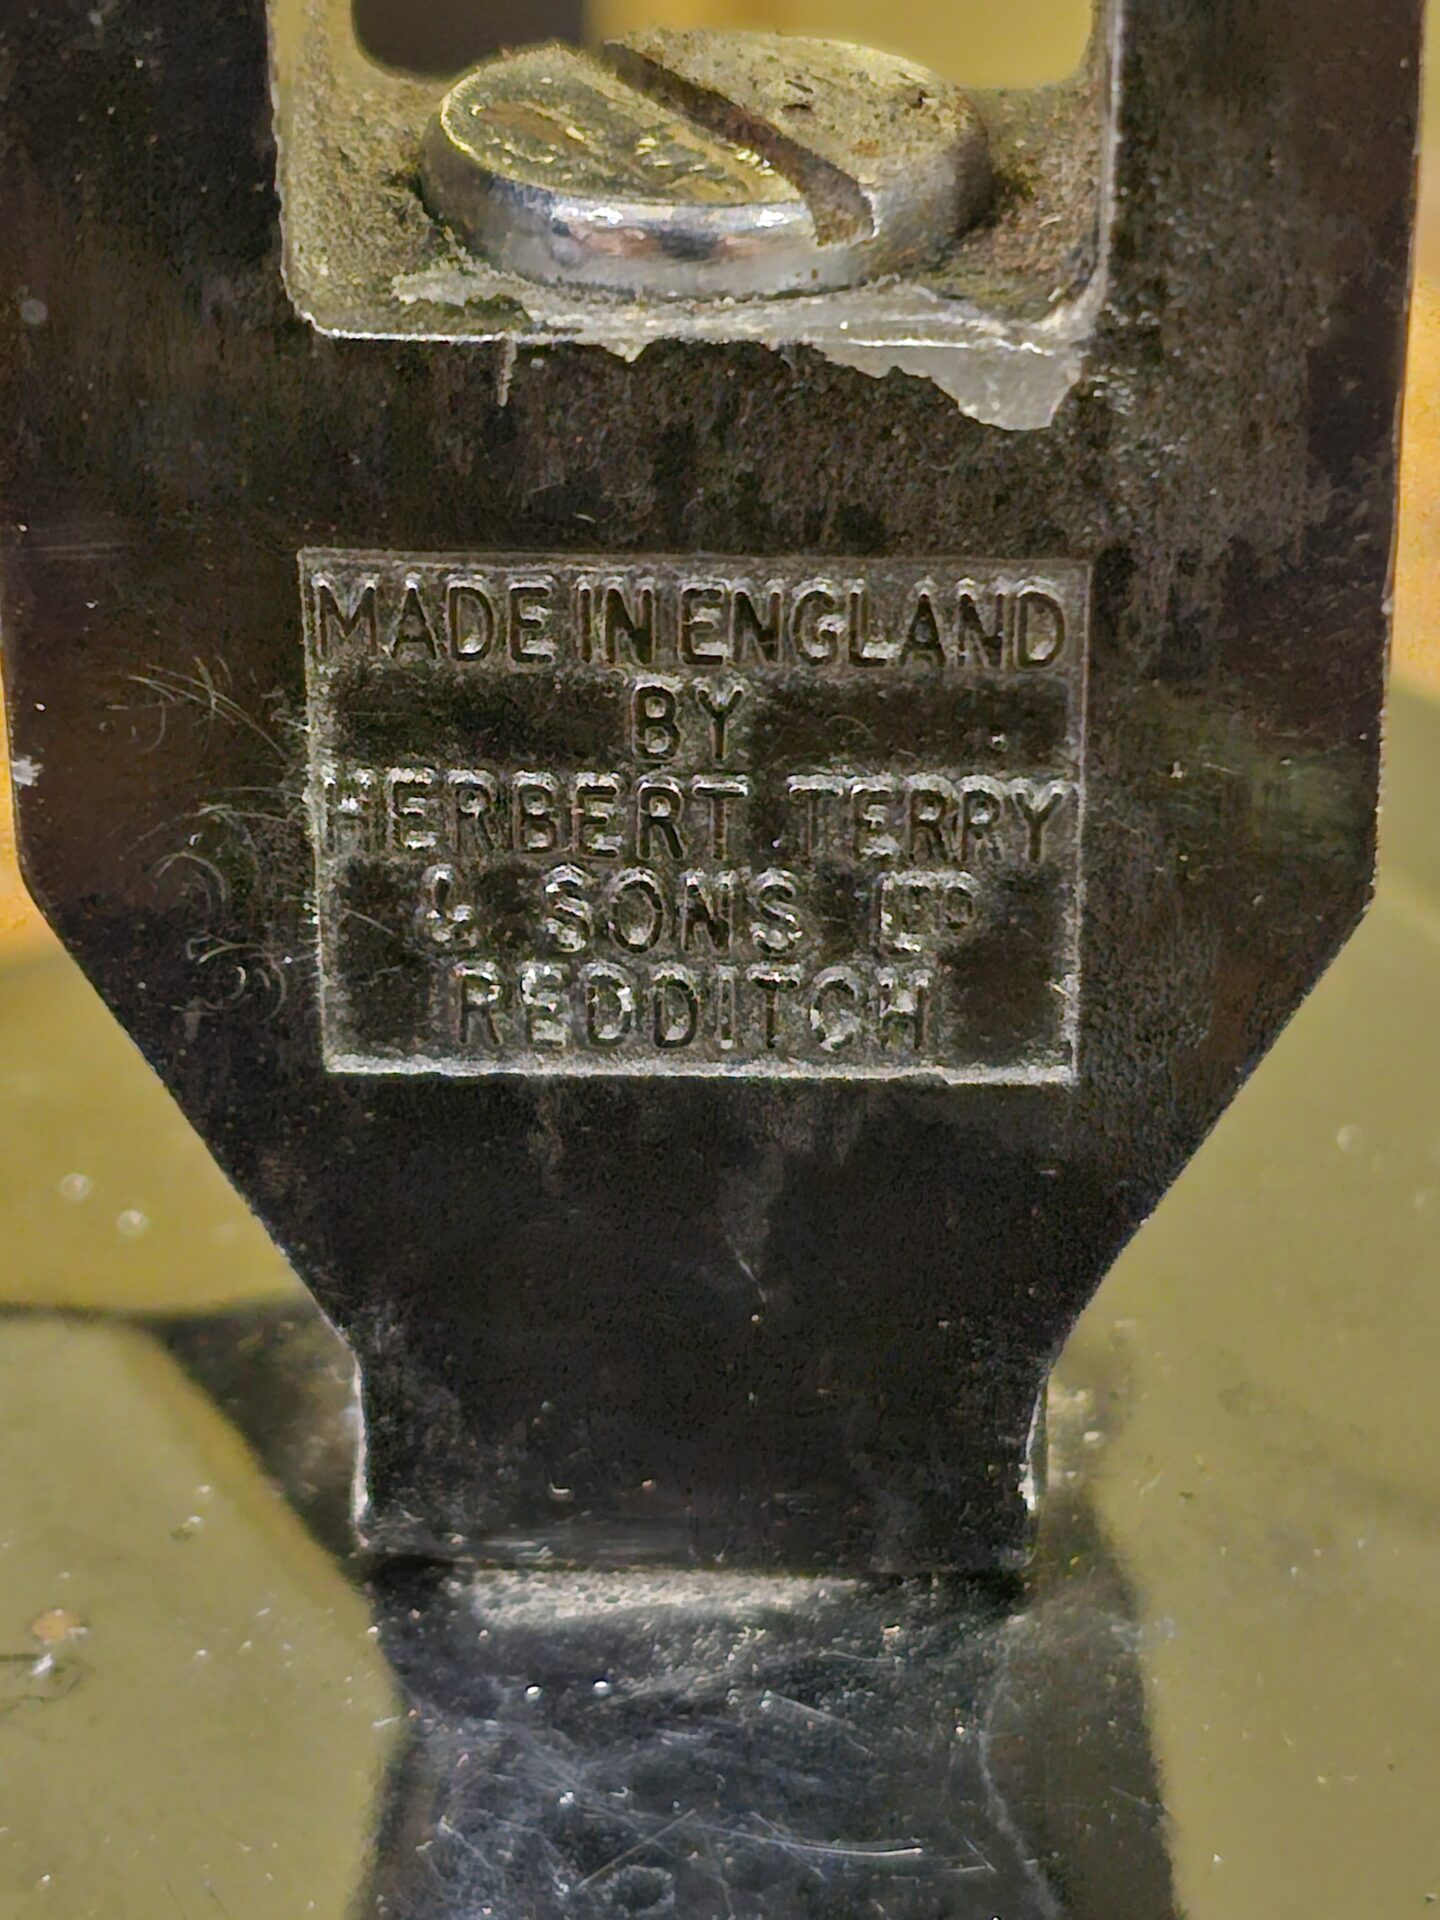 MADE IN ENGLAND
BY
HERBERT TERRY
& SONS LTD
REDDITCH